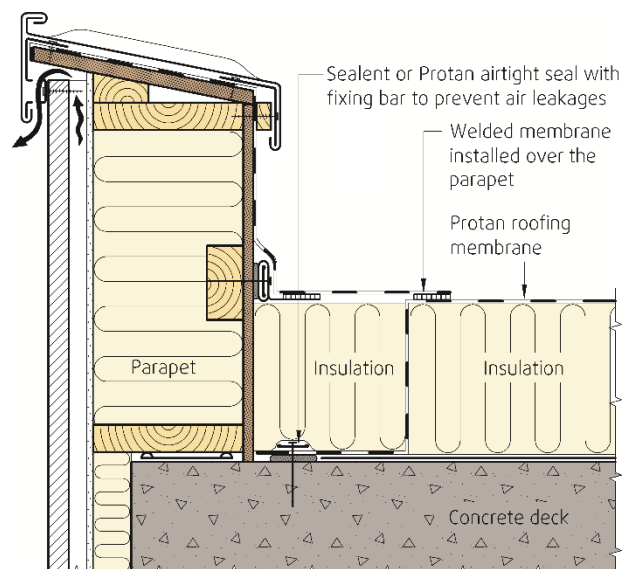 Sealent or Protan airtight seal with
fixing bar to prevent air leakages
Welded membrane
installed over the
parapet
Protan roofing
membrane
Parapet
Insulation
Insulation
Concrete deck